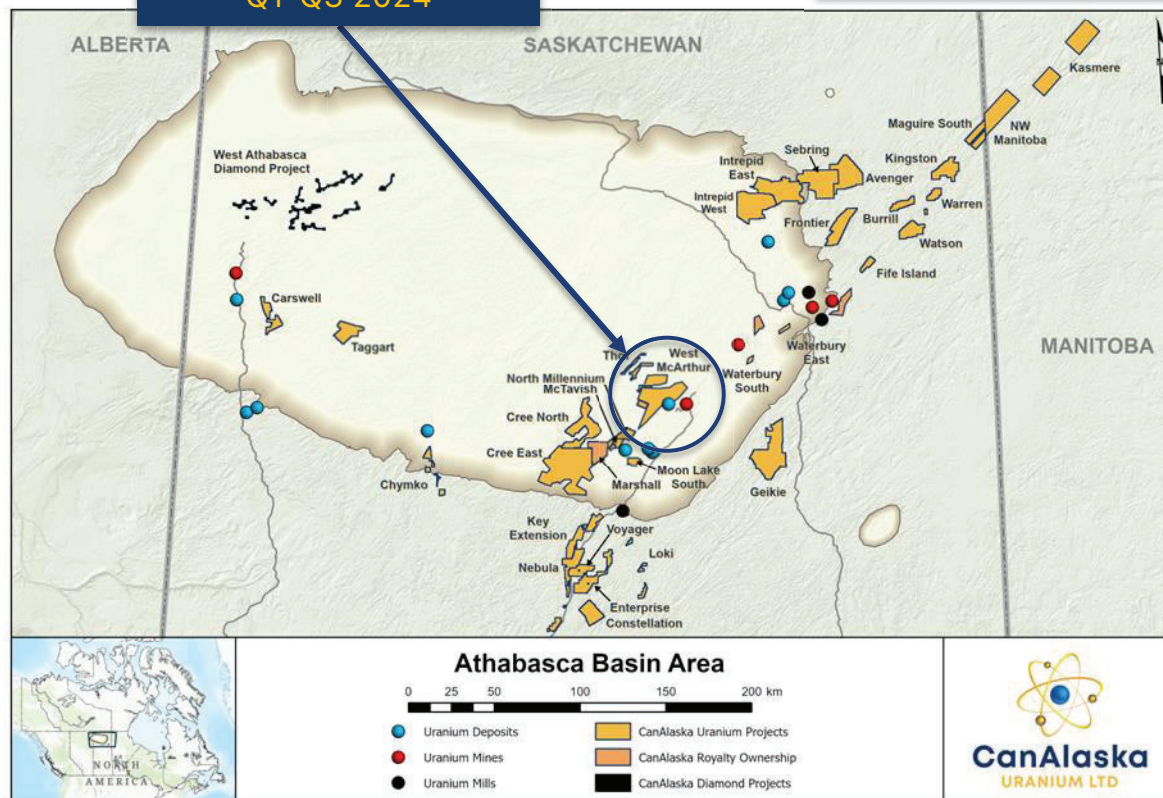 Q1-Q3 2024
ALBERTA
SASKATCHEWAN
Kasmere
Maguire South
NW
Manitoba
Sebring
Kingston
Intrepid
East
Avenger
West Athabasca
Diamond Project
Intrepid
West
Warren
Frontier
Burrill
Watson
Fife Island
Carswell
Taggart
MANITOBA
Waterbury
East
West
McArthur
Waterbury
South
North Millennium
McTavish
Cree North
Cree East
Moon Lake
South
Marshall
Geikie
Chymko
Key
Extension
Voyager
Loki
Nebula
Enterprise
Constellation
Athabasca Basin Area
0 25 50 100 150 200 km
Uranium Deposits
CanAlaska Uranium Projects
Uranium Mines
CanAlaska Royalty Ownership
Uranium Mills
CanAlaska Diamond Projects
NORTH
AMERICA
CanAlaska
URANIUM LTD